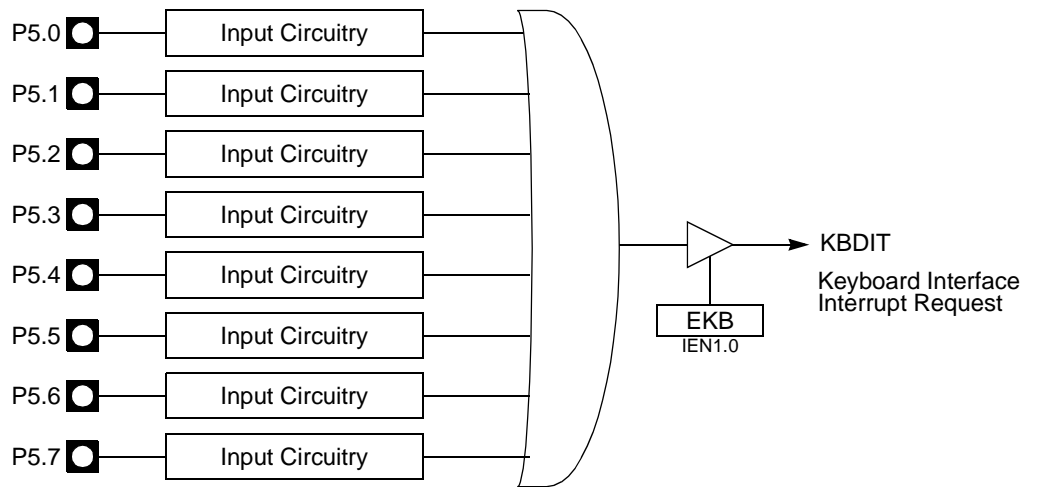 P5.0 Input Circuitry
P5.1 Input Circuitry
P5.2 Input Circuitry
P5.3 Input Circuitry
P5.4 Input Circuitry
P5.5 Input Circuitry
P5.6 Input Circuitry
P5.7 Input Circuitry
KBDIT
Keyboard Interface
Interrupt Request
EKB
IEN1.0